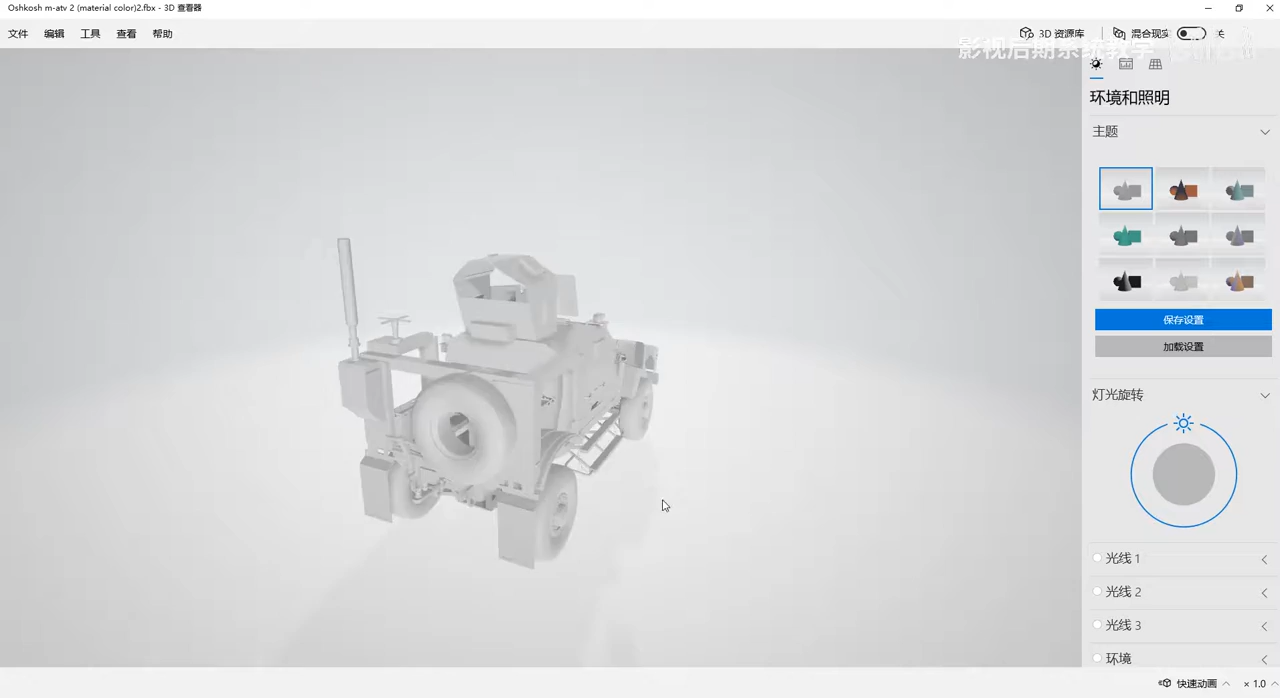 Oshkosh m-atv 2 (material color)2.fbx - 3D 查看器
文件 编辑 工具 查看 帮助
3D 资源库 混合现实 关
影视后期系统教学
环境和照明
主题
保存设置
加载设置
灯光旋转
光线 1
光线 2
光线 3
环境
快速动画 × 1.0